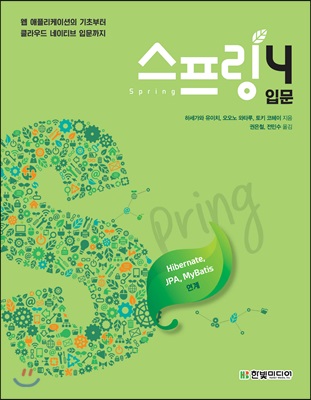 웹 애플리케이션의 기초부터
클라우드 네이티브 입문까지
스프링 4
Spring
입문
하세가와 유이치, 오오노 와타루, 토키 코헤이 지음
권은철, 전민수 옮김
Spring
Hibernate,
JPA, MyBatis
연계
HB 한빛미디어